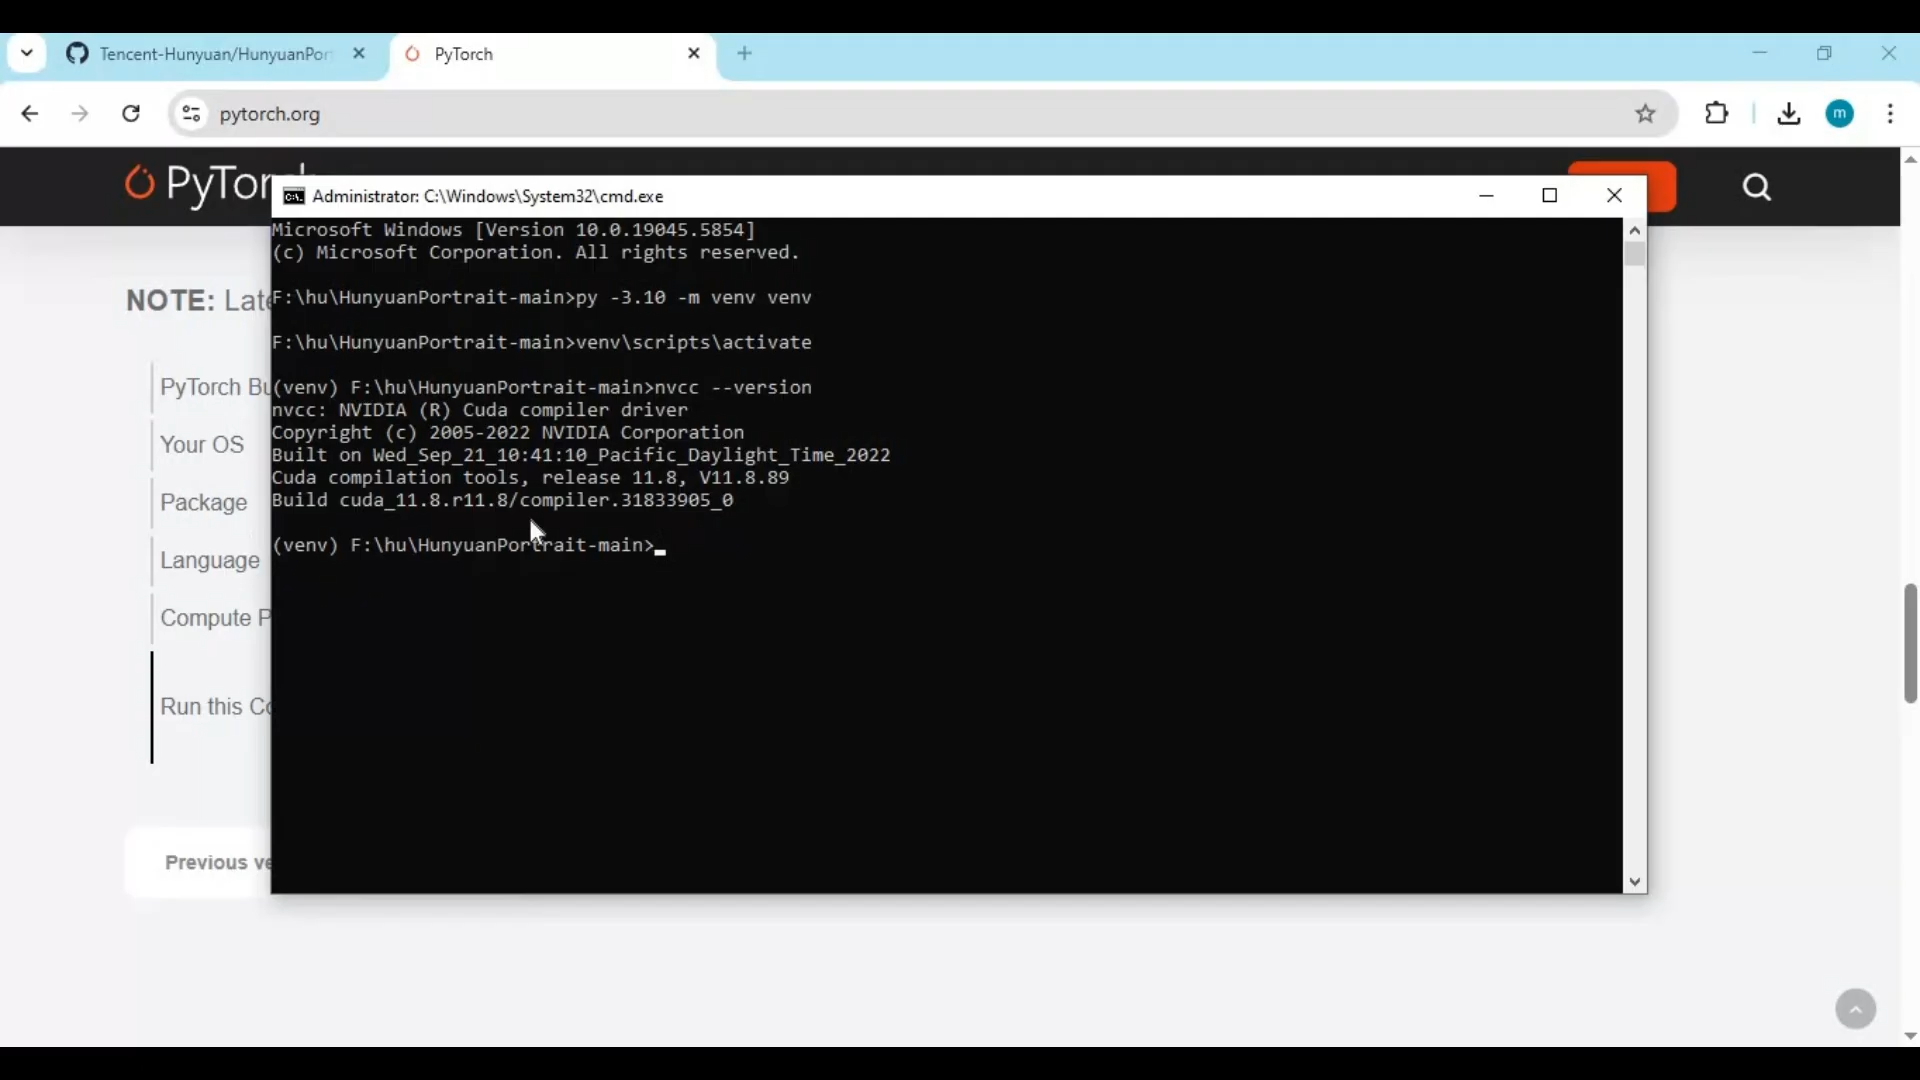 Tencent-Hunyuan/HunyuanPor
PyTorch
pytorch.org
m
PyTor
Administrator: C:\Windows\System32\cmd.exe
Microsoft Windows [Version 10.0.19045.5854]
(c) Microsoft Corporation. All rights reserved.
F:\hu\HunyuanPortrait-main>py -3.10 -m venv venv
F:\hu\HunyuanPortrait-main>venv\scripts\activate
(venv) F:\hu\HunyuanPortrait-main>nvcc --version
nvcc: NVIDIA (R) Cuda compiler driver
Copyright (c) 2005-2022 NVIDIA Corporation
Built on Wed_Sep_21_10:41:10_Pacific_Daylight_Time_2022
Cuda compilation tools, release 11.8, V11.8.89
Build cuda_11.8.r11.8/compiler.31833905_0
(venv) F:\hu\HunyuanPortrait-main>
NOTE: Late
PyTorch Bu
Your OS
Package
Language
Compute P
Run this Co
Previous ve